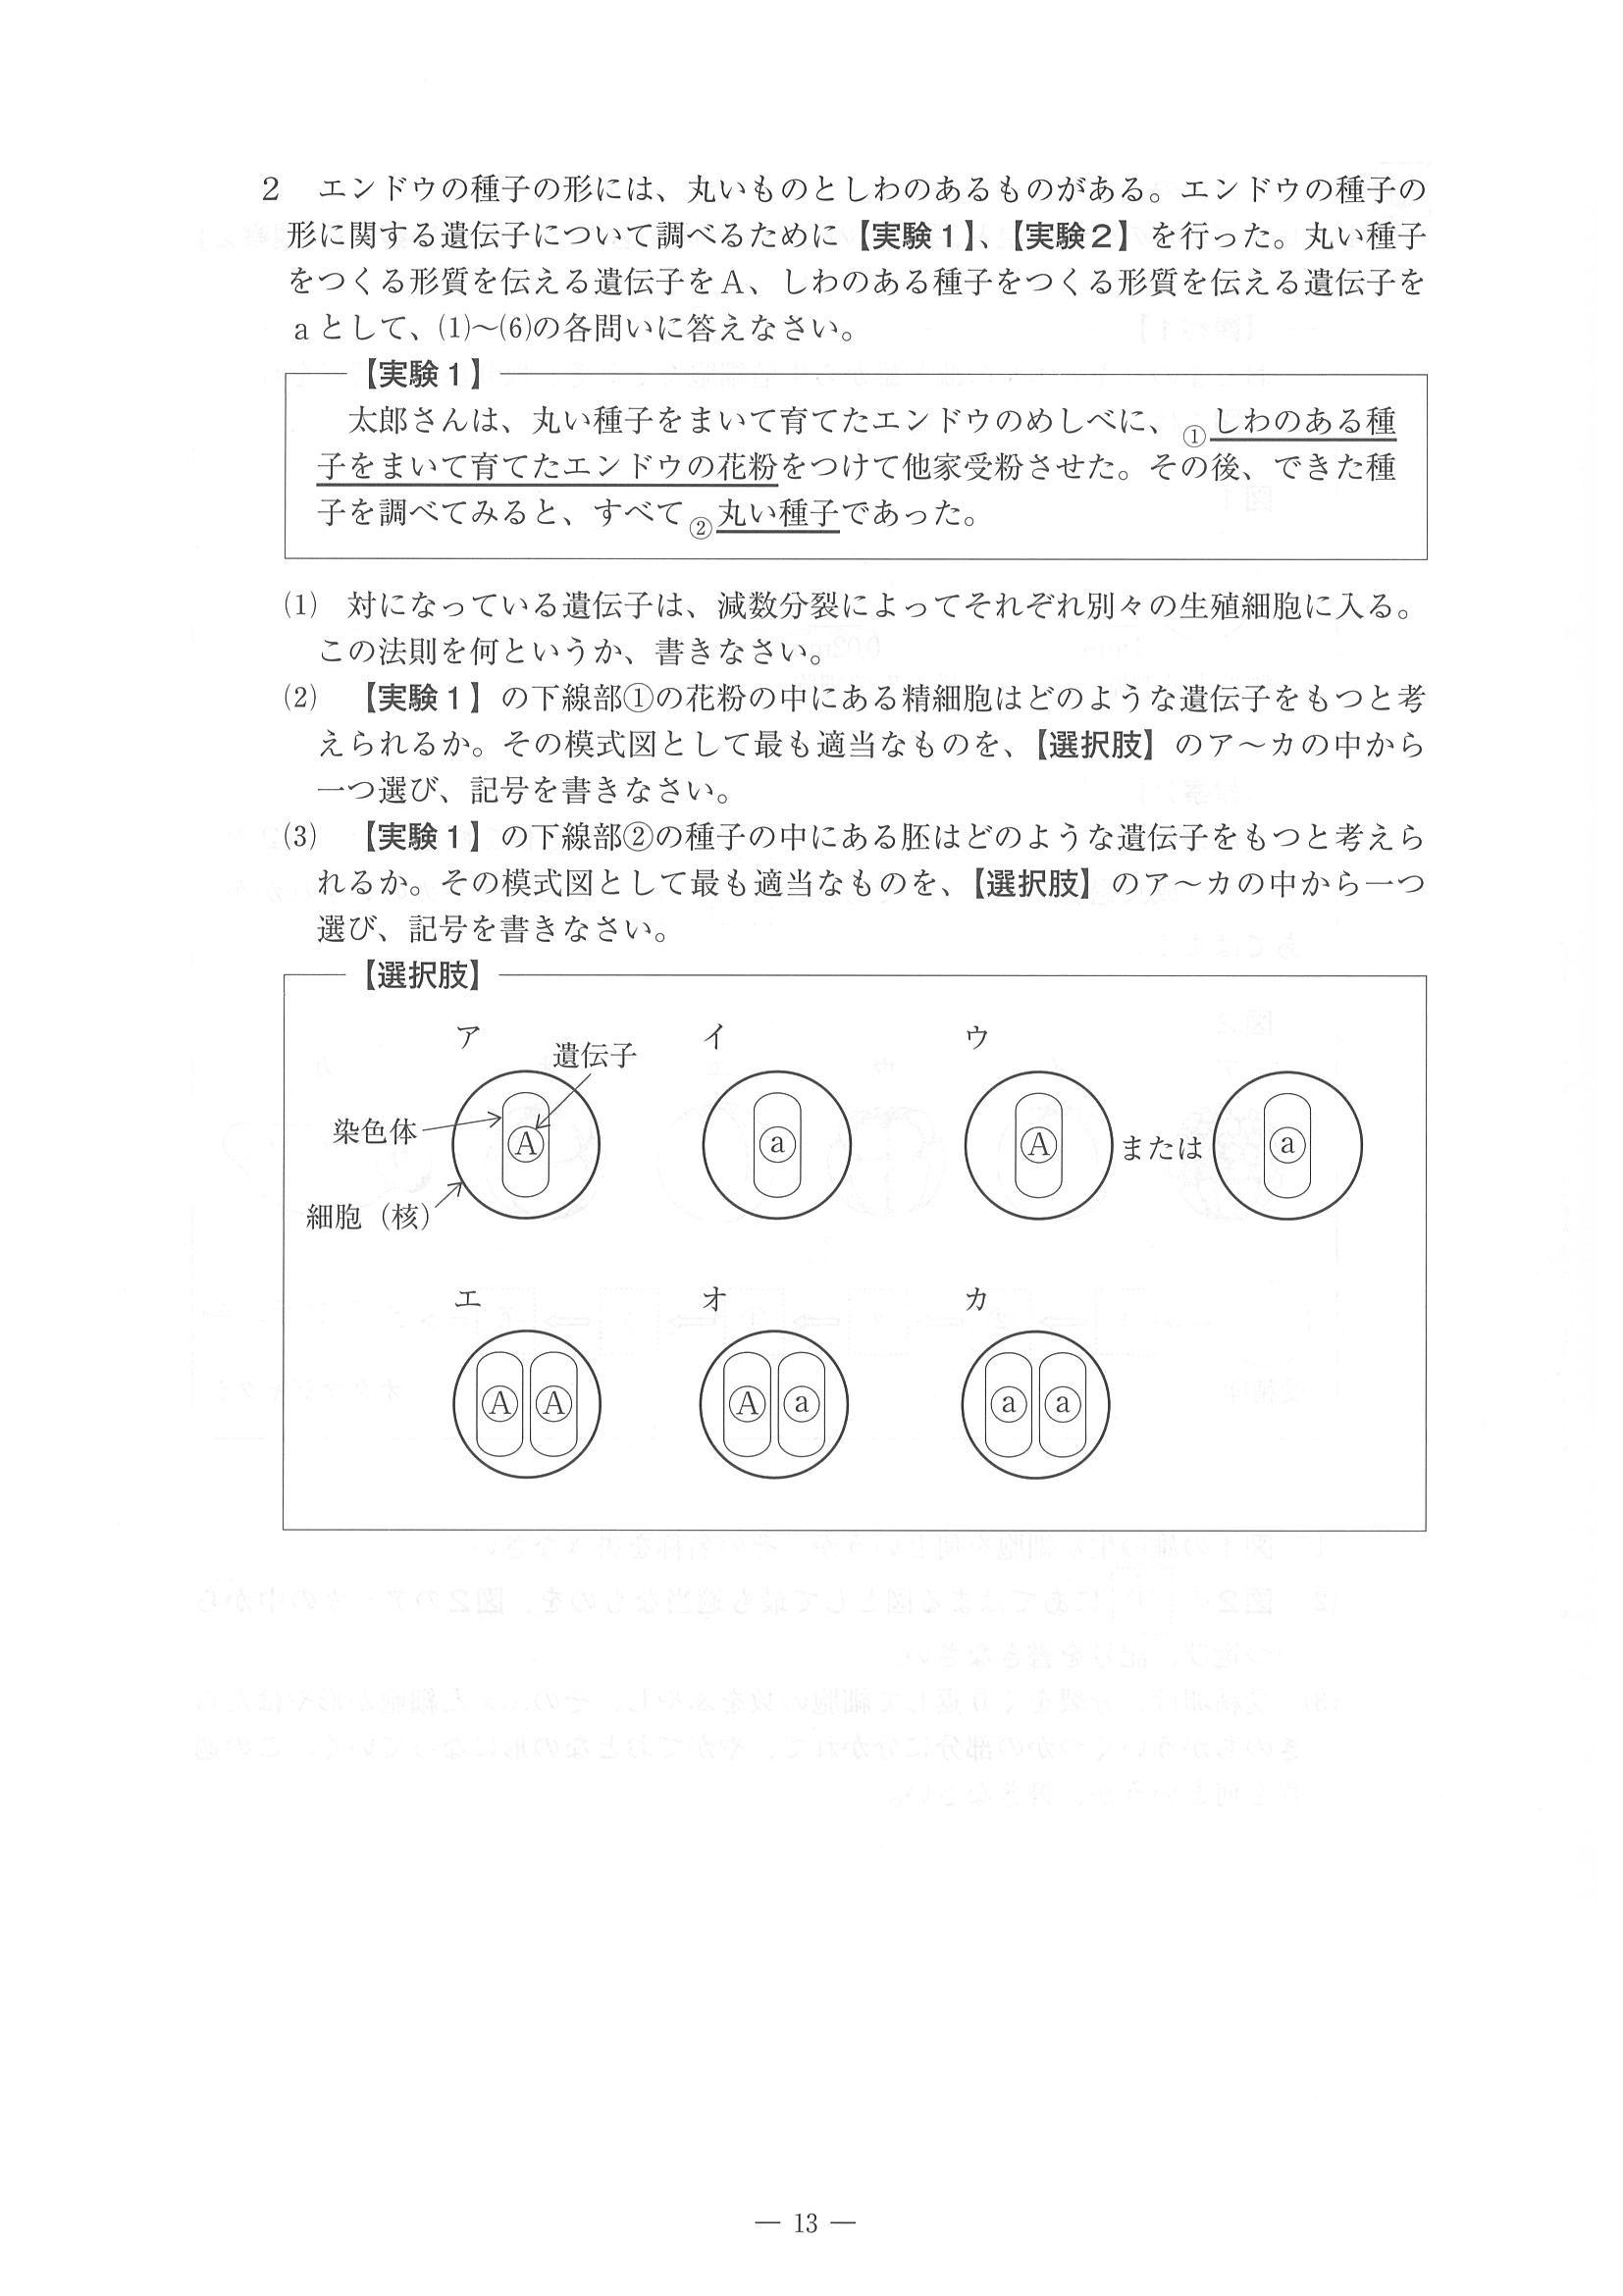 2　エンドウの種子の形には、丸いものとしわのあるものがある。エンドウの種子の
形に関する遺伝子について調べるために【実験1】、【実験2】を行った。丸い種子
をつくる形質を伝える遺伝子をA、しわのある種子をつくる形質を伝える遺伝子を
aとして、(1)～(6)の各問いに答えなさい。
【実験1】
太郎さんは、丸い種子をまいて育てたエンドウのめしべに、①しわのある種
子をまいて育てたエンドウの花粉をつけて他家受粉させた。その後、できた種
子を調べてみると、すべて②丸い種子であった。
(1)　対になっている遺伝子は、減数分裂によってそれぞれ別々の生殖細胞に入る。
この法則を何というか、書きなさい。
(2)　【実験1】の下線部①の花粉の中にある精細胞はどのような遺伝子をもつと考
えられるか。その模式図として最も適当なものを、【選択肢】のア～カの中から
一つ選び、記号を書きなさい。
(3)　【実験1】の下線部②の種子の中にある胚はどのような遺伝子をもつと考えら
れるか。その模式図として最も適当なものを、【選択肢】のア～カの中から一つ
選び、記号を書きなさい。
【選択肢】
ア　イ　ウ
遺伝子
染色体
A　a　A または a
細胞（核）
エ　オ　カ
A A　A a　a a
― 13 ―